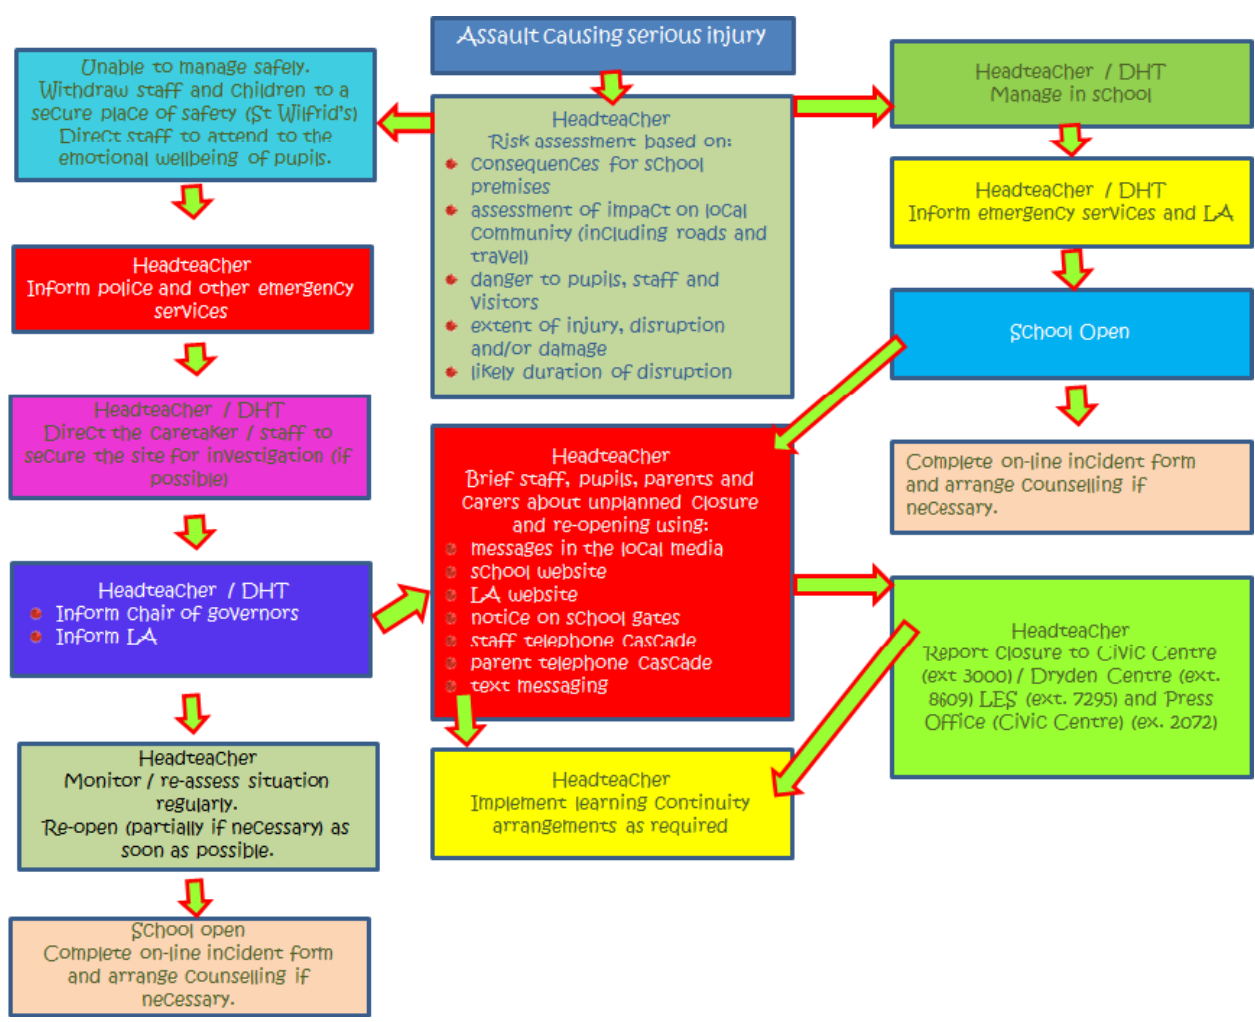 Assault causing serious injury
Unable to manage safely.
Withdraw staff and children to a
secure place of safety (St Wilfrid's)
Direct staff to attend to the
emotional wellbeing of pupils.
Headteacher
Risk assessment based on:
consequences for school
premises
assessment of impact on local
community (including roads and
travel)
danger to pupils, staff and
visitors
extent of injury, disruption
and/or damage
likely duration of disruption
Headteacher / DHT
Manage in school
Headteacher / DHT
Inform emergency services and LA
School Open
Complete on-line incident form
and arrange counselling if
necessary.
Headteacher
Inform police and other emergency
services
Headteacher / DHT
Direct the caretaker / staff to
secure the site for investigation (if
possible)
Headteacher / DHT
Inform chair of governors
Inform LA
Headteacher
Brief staff, pupils, parents and
carers about unplanned closure
and re-opening using:
messages in the local media
school website
LA website
notice on school gates
staff telephone cascade
parent telephone cascade
text messaging
Headteacher
Report closure to Civic Centre
(ext 3000) / Dryden Centre (ext.
8609) LES (ext. 7295) and Press
Office (Civic Centre) (ex. 2072)
Headteacher
Implement learning continuity
arrangements as required
Headteacher
Monitor / re-assess situation
regularly.
Re-open (partially if necessary) as
soon as possible.
School open
Complete on-line incident form
and arrange counselling if
necessary.